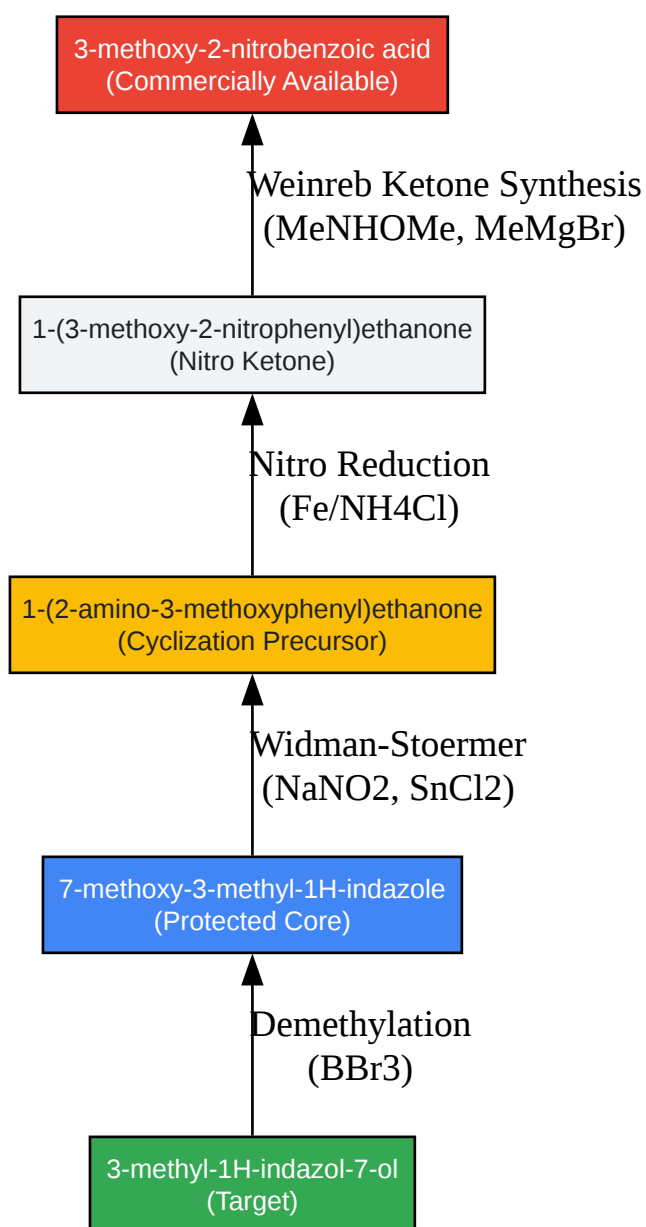 3-methoxy-2-nitrobenzoic acid
(Commercially Available)
Weinreb Ketone Synthesis
(MeNHOMe, MeMgBr)
1-(3-methoxy-2-nitrophenyl)ethanone
(Nitro Ketone)
Nitro Reduction
(Fe/NH4Cl)
1-(2-amino-3-methoxyphenyl)ethanone
(Cyclization Precursor)
Widman-Stoermer
(NaNO2, SnCl2)
7-methoxy-3-methyl-1H-indazole
(Protected Core)
Demethylation
(BBr3)
3-methyl-1H-indazol-7-ol
(Target)